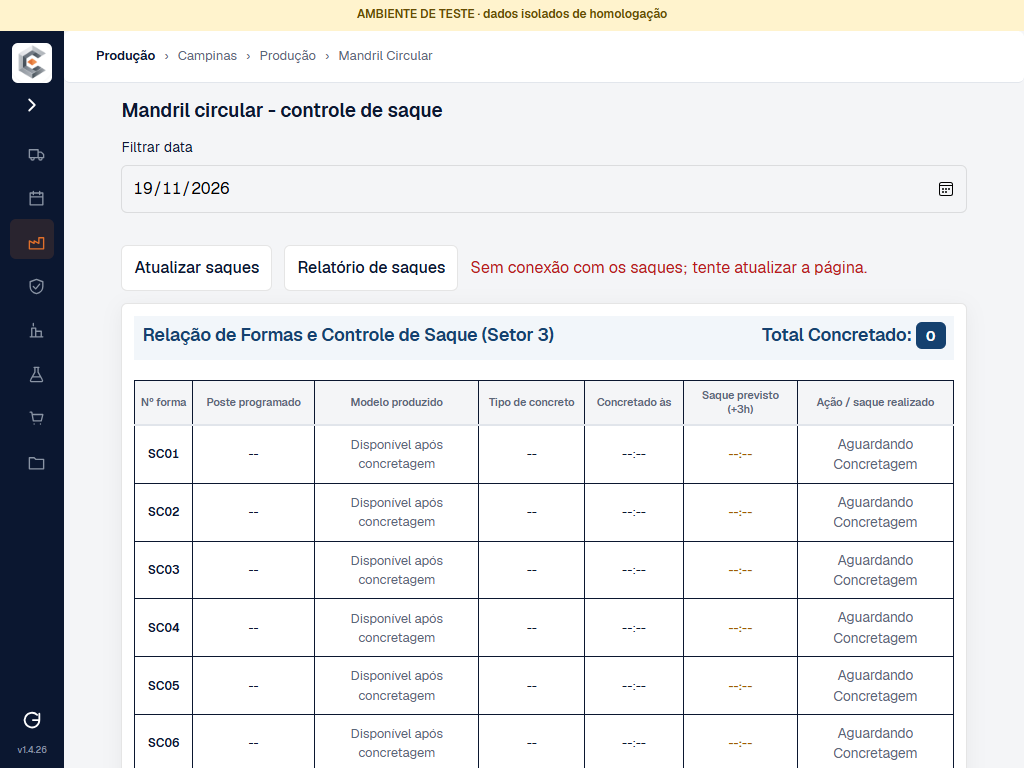 AMBIENTE DE TESTE · dados isolados de homologação
Produção › Campinas › Produção › Mandril Circular
Mandril circular - controle de saque
Filtrar data
19/11/2026
Atualizar saques
Relatório de saques
Sem conexão com os saques; tente atualizar a página.
Relação de Formas e Controle de Saque (Setor 3)
Total Concretado: 0
Nº forma
Poste programado
Modelo produzido
Tipo de concreto
Concretado às
Saque previsto
(+3h)
Ação / saque realizado
SC01
--
Disponível após
concretagem
--
--:--
--:--
Aguardando
Concretagem
SC02
--
Disponível após
concretagem
--
--:--
--:--
Aguardando
Concretagem
SC03
--
Disponível após
concretagem
--
--:--
--:--
Aguardando
Concretagem
SC04
--
Disponível após
concretagem
--
--:--
--:--
Aguardando
Concretagem
SC05
--
Disponível após
concretagem
--
--:--
--:--
Aguardando
Concretagem
SC06
--
Disponível após
concretagem
--
--:--
--:--
Aguardando
Concretagem
v1.4.26